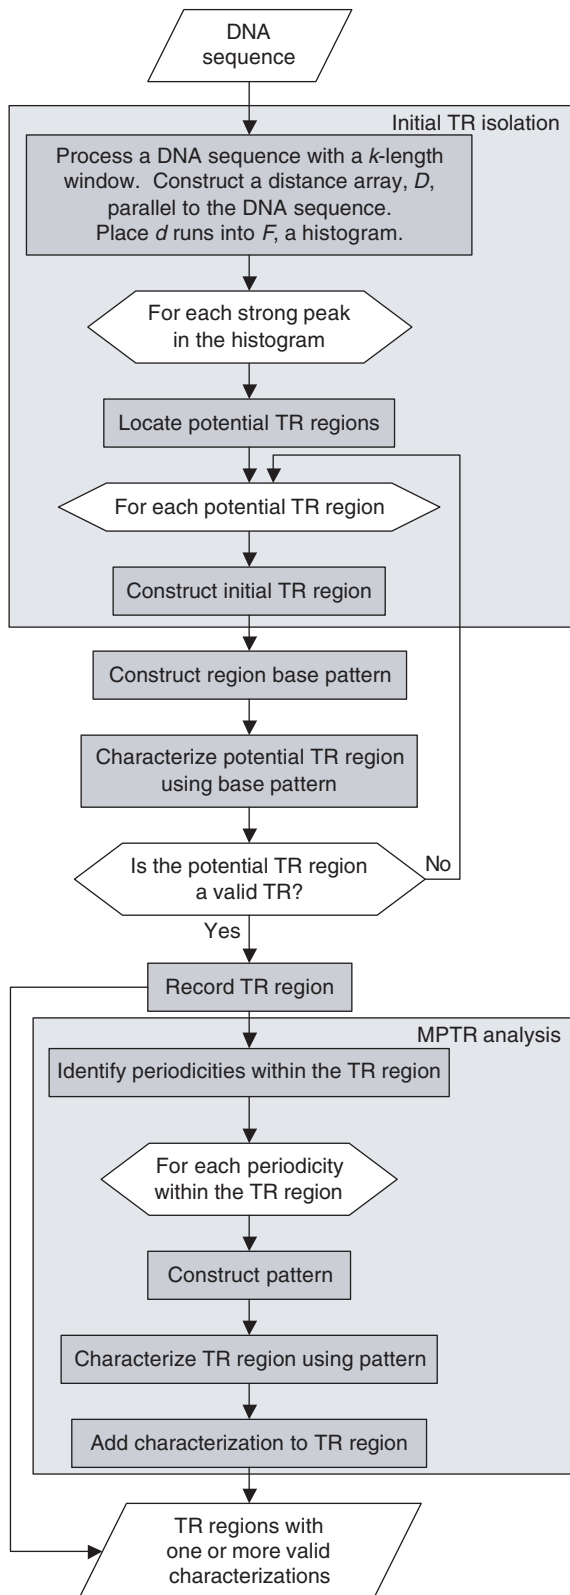 DNA
sequence
Initial TR isolation
Process a DNA sequence with a k-length
window. Construct a distance array, D,
parallel to the DNA sequence.
Place d runs into F, a histogram.
For each strong peak
in the histogram
Locate potential TR regions
For each potential TR region
Construct initial TR region
Construct region base pattern
Characterize potential TR region
using base pattern
Is the potential TR region
a valid TR?
No
Yes
Record TR region
MPTR analysis
Identify periodicities within the TR region
For each periodicity
within the TR region
Construct pattern
Characterize TR region using pattern
Add characterization to TR region
TR regions with
one or more valid
characterizations